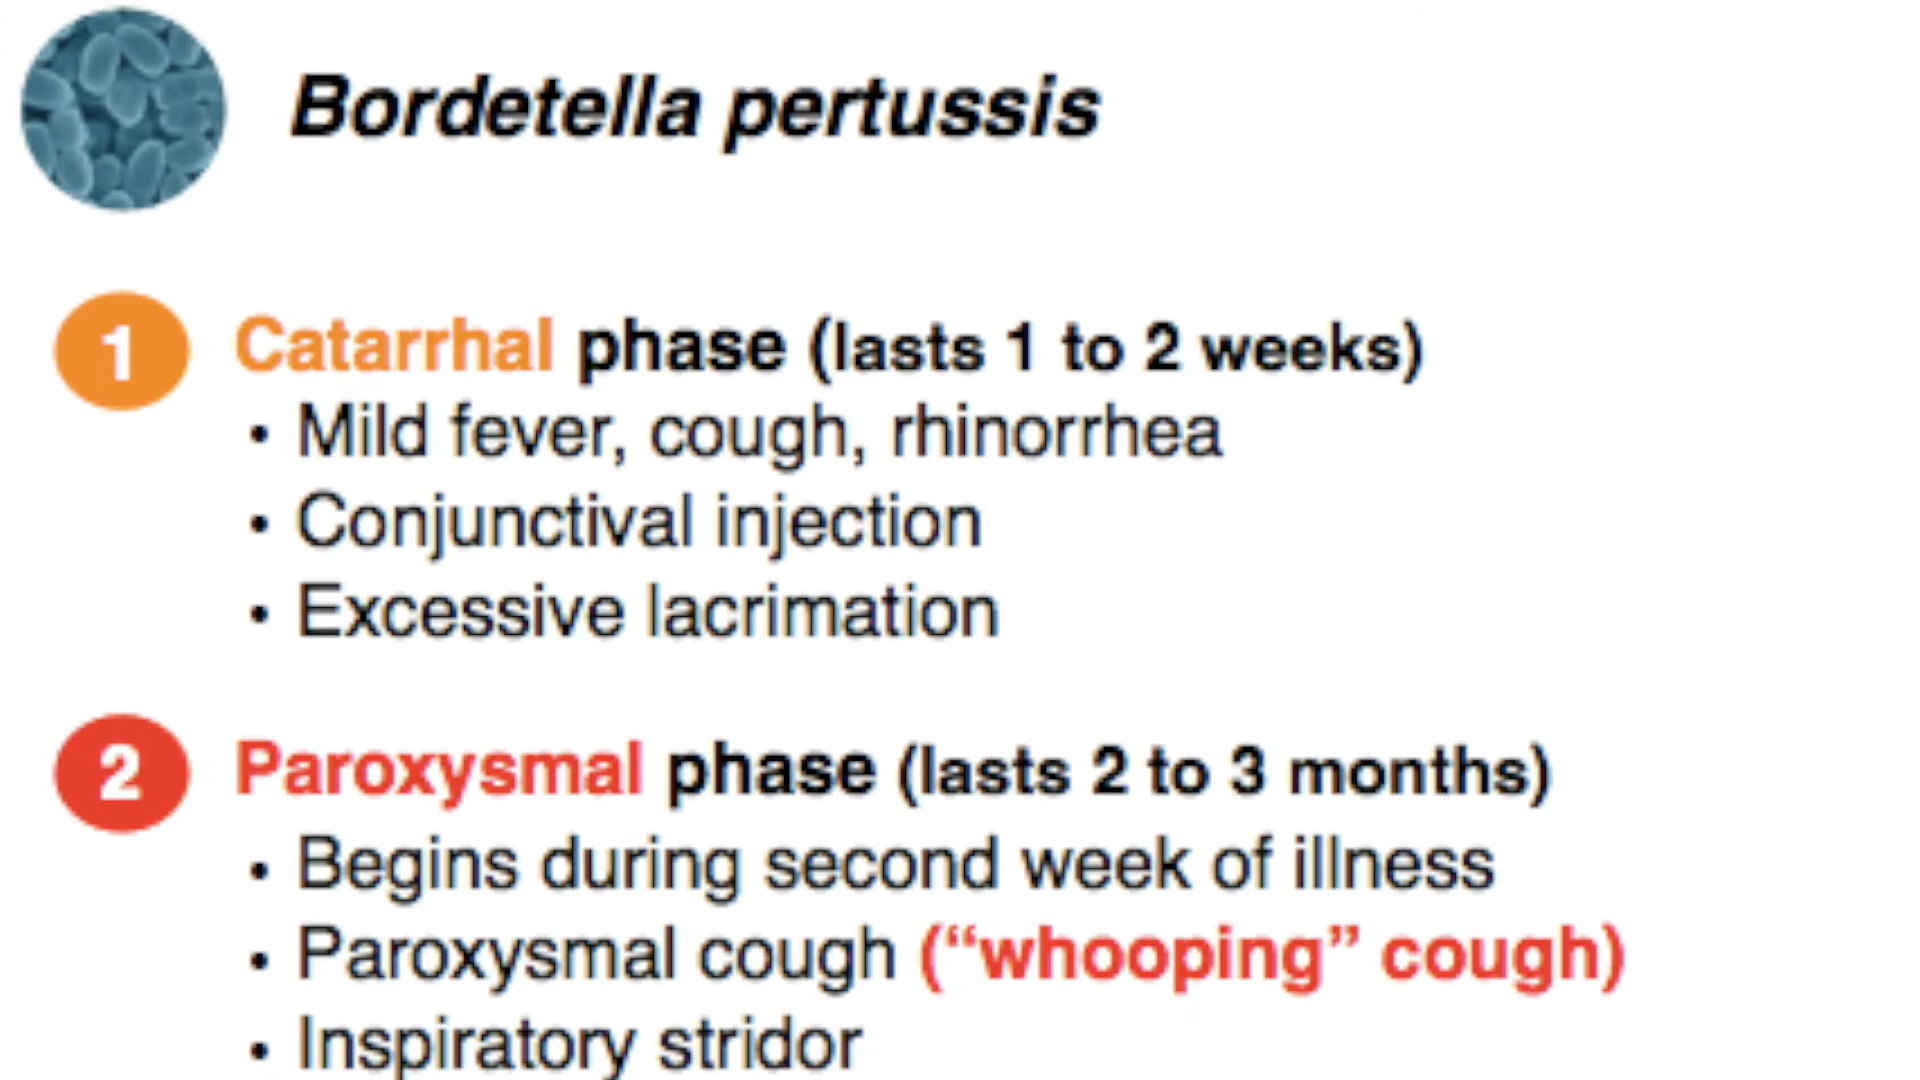 Bordetella pertussis
1 Catarrhal phase (lasts 1 to 2 weeks)
• Mild fever, cough, rhinorrhea
• Conjunctival injection
• Excessive lacrimation
2 Paroxysmal phase (lasts 2 to 3 months)
• Begins during second week of illness
• Paroxysmal cough (“whooping” cough)
• Inspiratory stridor